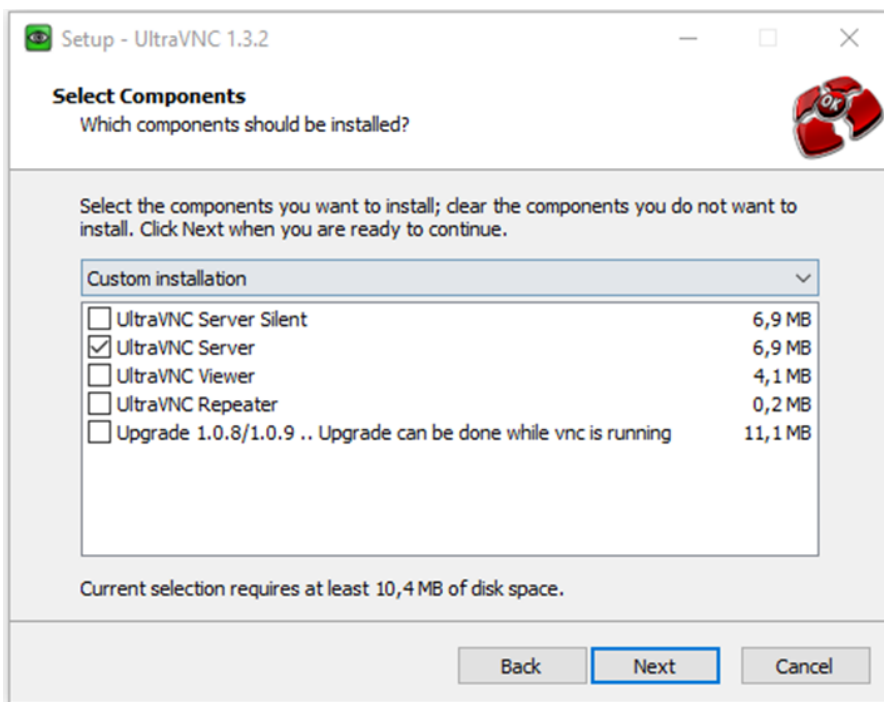 Setup - UltraVNC 1.3.2
Select Components
Which components should be installed?
OK
Select the components you want to install; clear the components you do not want to
install. Click Next when you are ready to continue.
Custom installation
UltraVNC Server Silent 6,9 MB
UltraVNC Server 6,9 MB
UltraVNC Viewer 4,1 MB
UltraVNC Repeater 0,2 MB
Upgrade 1.0.8/1.0.9 .. Upgrade can be done while vnc is running 11,1 MB
Current selection requires at least 10,4 MB of disk space.
Back Next Cancel